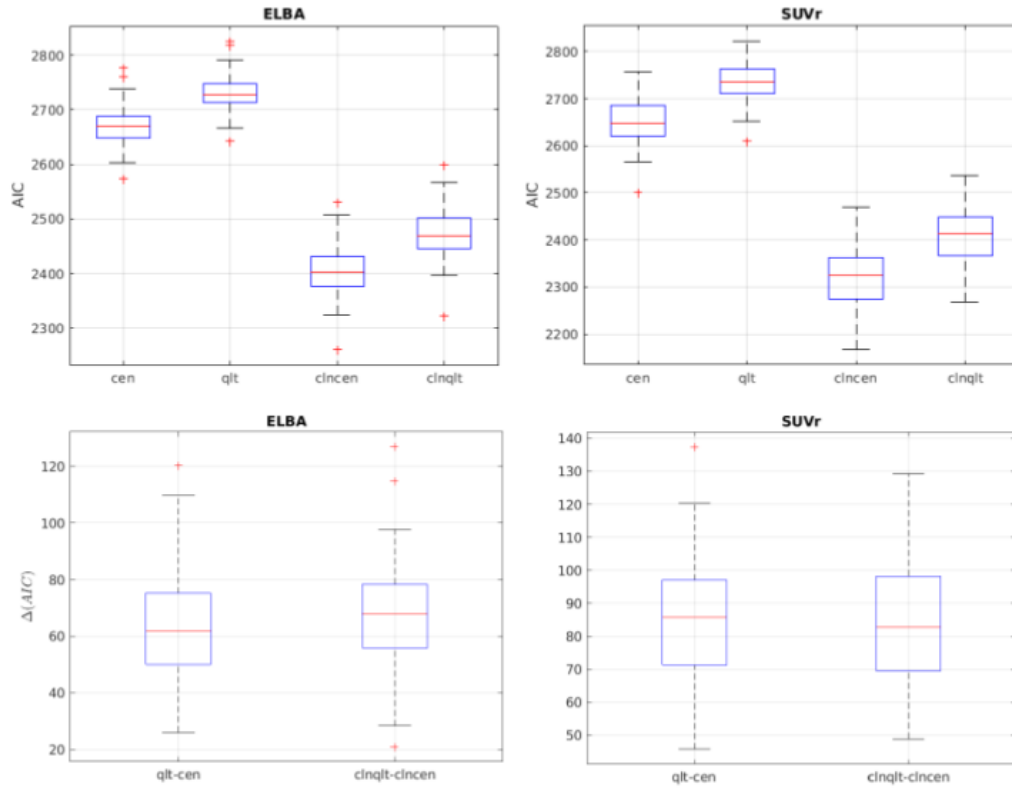 ELBA
SUVr
2800
2700
2600
2500
2400
2300
AIC
cen qlt clncen clnqlt
2800
2700
2600
2500
2400
2300
2200
AIC
cen qlt clncen clnqlt
ELBA
SUVr
120
100
80
60
40
20
Δ(AIC)
qlt-cen clnqlt-clncen
140
130
120
110
100
90
80
70
60
50
qlt-cen clnqlt-clncen